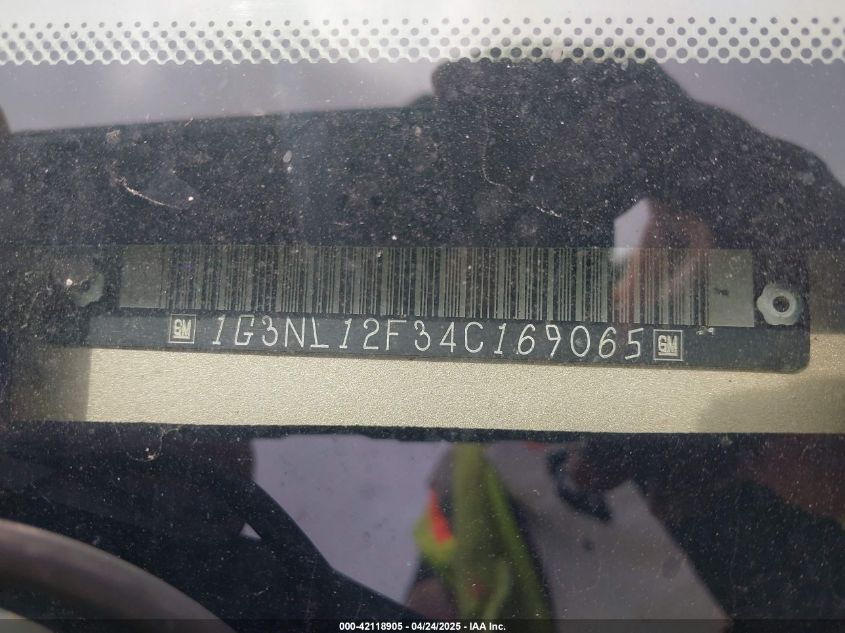 GM 1G3NL12F34C169065 GM
000-42118905 - 04/24/2025 - IAA Inc.